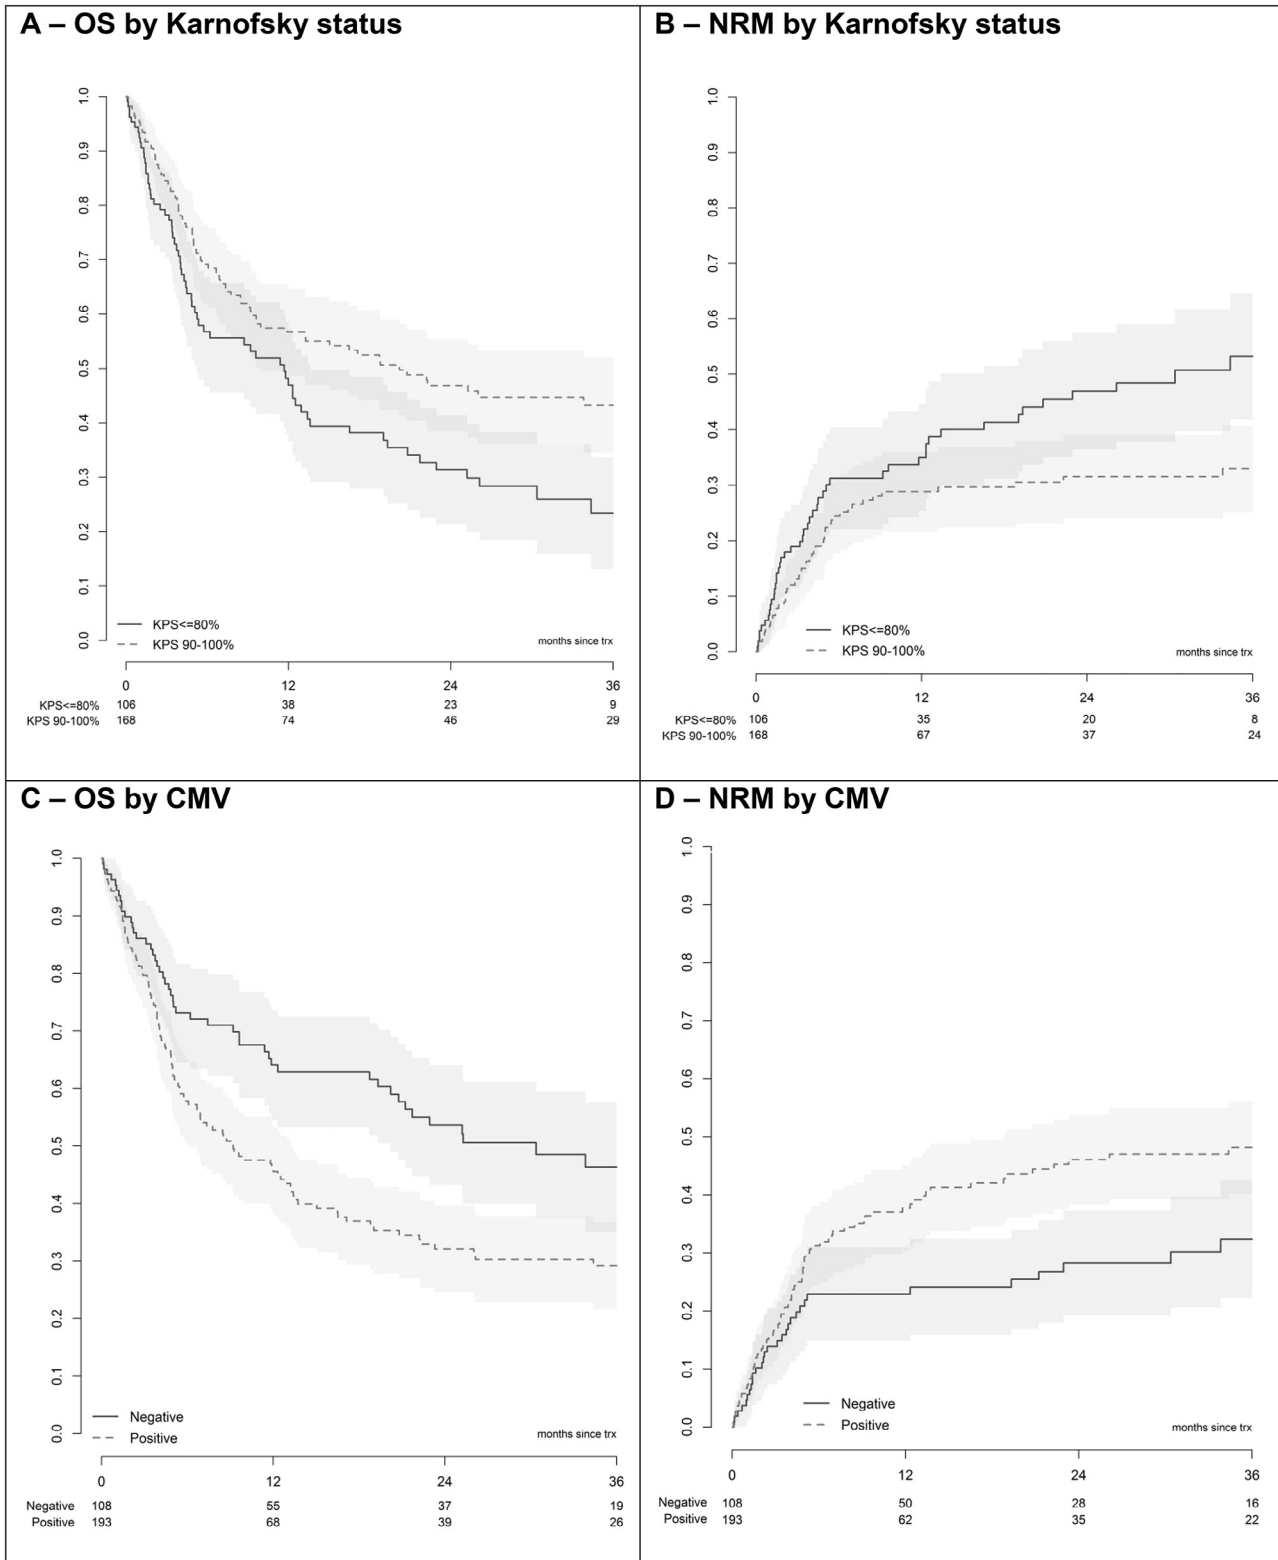 A – OS by Karnofsky status
1.0
0.9
0.8
0.7
0.6
0.5
0.4
0.3
0.2
0.1
0.0
KPS<=80%
KPS 90-100%
months since trx
0 12 24 36
KPS<=80% 106 38 23 9
KPS 90-100% 168 74 46 29
B – NRM by Karnofsky status
1.0
0.9
0.8
0.7
0.6
0.5
0.4
0.3
0.2
0.1
0.0
KPS<=80%
KPS 90-100%
months since trx
0 12 24 36
KPS<=80% 106 35 20 8
KPS 90-100% 168 67 37 24
C – OS by CMV
1.0
0.9
0.8
0.7
0.6
0.5
0.4
0.3
0.2
0.1
0.0
Negative
Positive
months since trx
0 12 24 36
Negative 108 55 37 19
Positive 193 68 39 26
D – NRM by CMV
1.0
0.9
0.8
0.7
0.6
0.5
0.4
0.3
0.2
0.1
0.0
Negative
Positive
months since trx
0 12 24 36
Negative 108 50 28 16
Positive 193 62 35 22